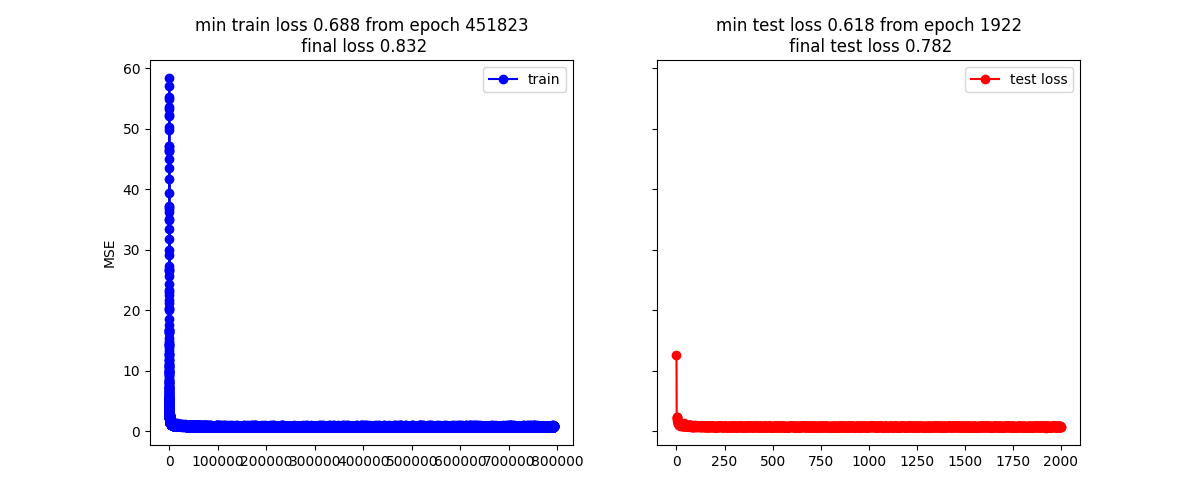 min train loss 0.688 from epoch 451823
final loss 0.832
min test loss 0.618 from epoch 1922
final test loss 0.782
train
test loss
MSE
60
50
40
30
20
10
0
0 100000 200000 300000 400000 500000 600000 700000 800000
0 250 500 750 1000 1250 1500 1750 2000